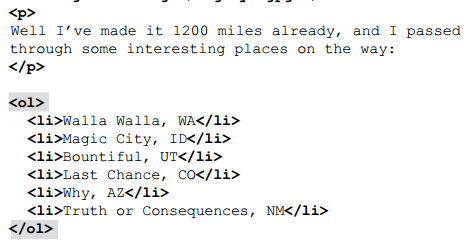 <p>
Well I’ve made it 1200 miles already, and I passed
through some interesting places on the way:
</p>
<ol>
<li>Walla Walla, WA</li>
<li>Magic City, ID</li>
<li>Bountiful, UT</li>
<li>Last Chance, CO</li>
<li>Why, AZ</li>
<li>Truth or Consequences, NM</li>
</ol>